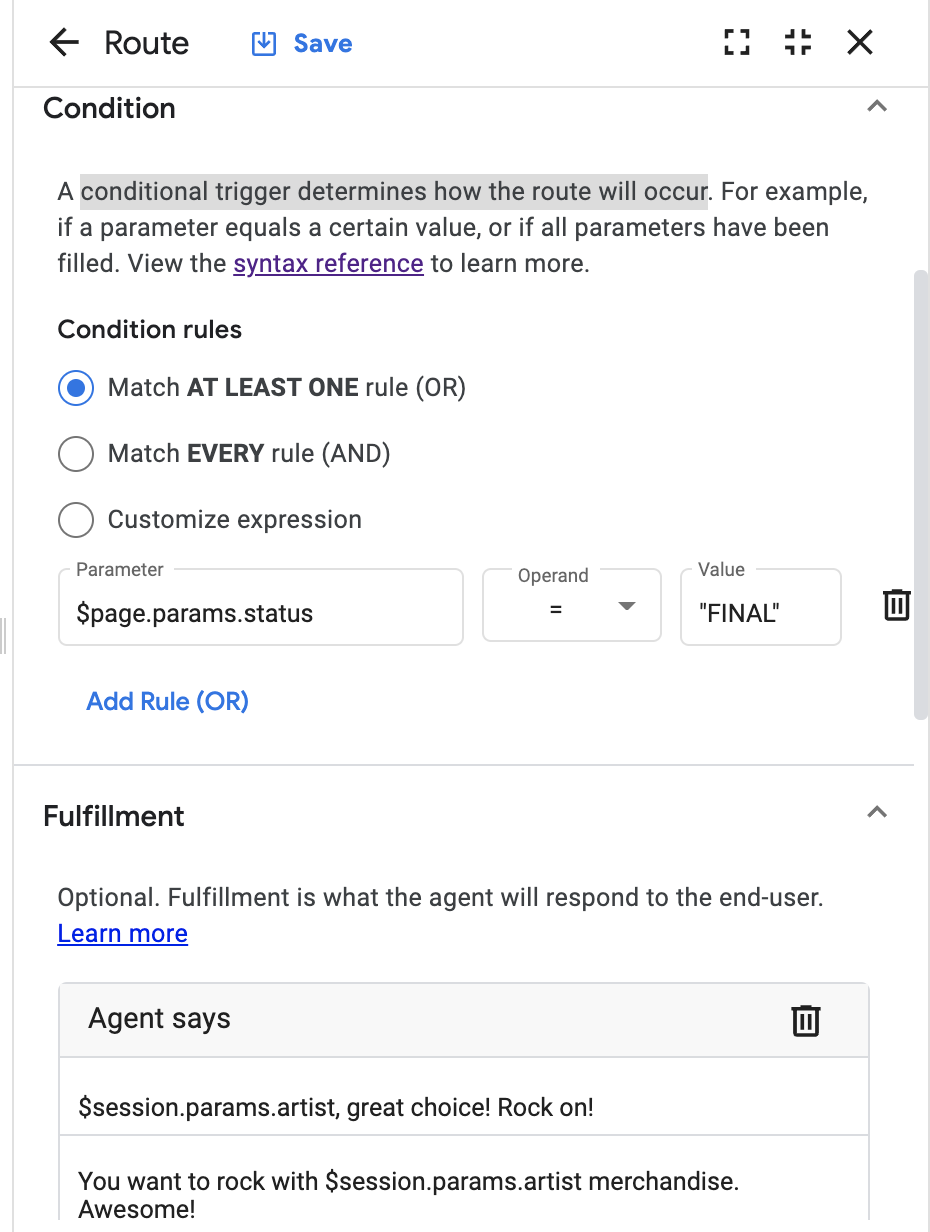 Route
Save
Condition
A conditional trigger determines how the route will occur. For example,
if a parameter equals a certain value, or if all parameters have been
filled. View the syntax reference to learn more.
Condition rules
Match AT LEAST ONE rule (OR)
Match EVERY rule (AND)
Customize expression
Parameter
Operand
Value
$page.params.status
=
"FINAL"
Add Rule (OR)
Fulfillment
Optional. Fulfillment is what the agent will respond to the end-user.
Learn more
Agent says
$session.params.artist, great choice! Rock on!
You want to rock with $session.params.artist merchandise.
Awesome!